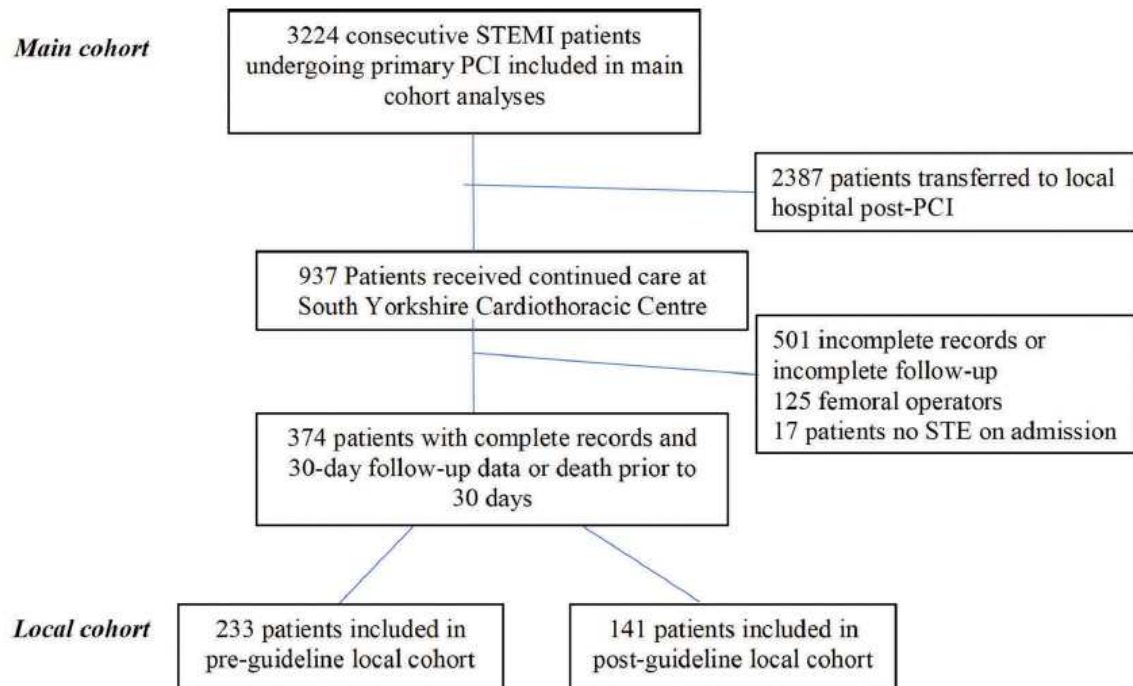 Main cohort
3224 consecutive STEMI patients
undergoing primary PCI included in main
cohort analyses
2387 patients transferred to local
hospital post-PCI
937 Patients received continued care at
South Yorkshire Cardiothoracic Centre
501 incomplete records or
incomplete follow-up
125 femoral operators
17 patients no STE on admission
374 patients with complete records and
30-day follow-up data or death prior to
30 days
Local cohort
233 patients included in
pre-guideline local cohort
141 patients included in
post-guideline local cohort